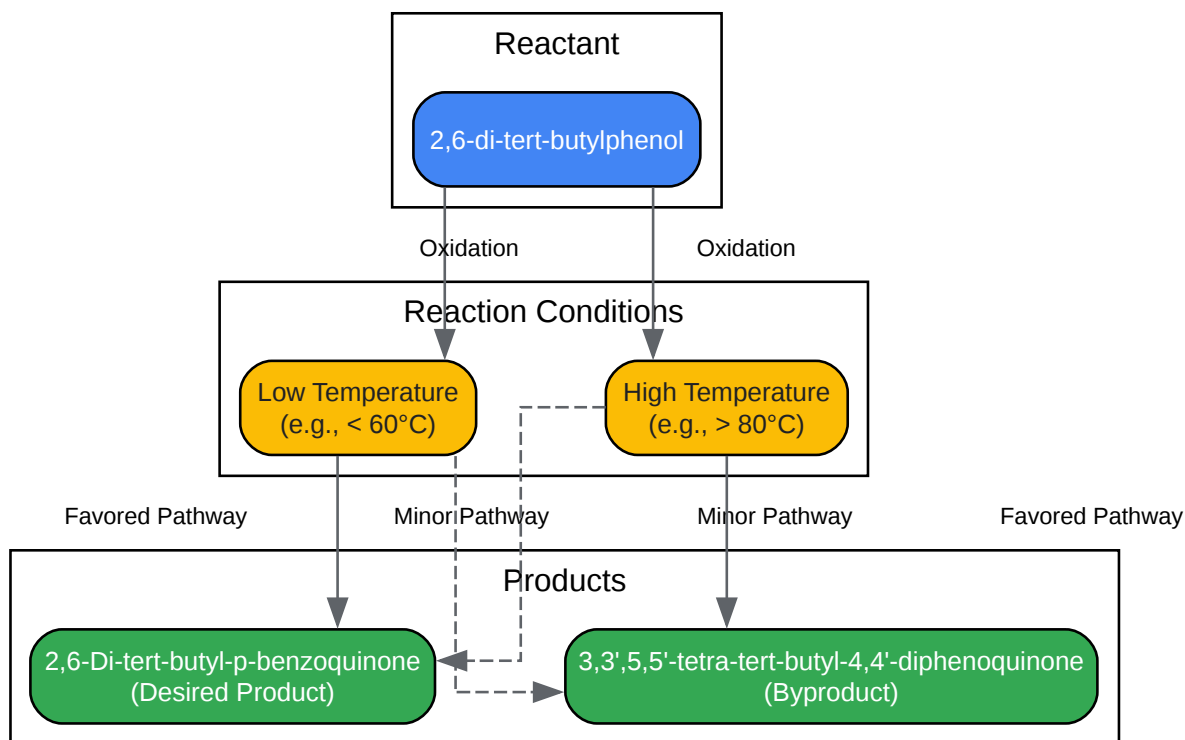 Reactant
2,6-di-tert-butylphenol
Oxidation
Oxidation
Reaction Conditions
Low Temperature
(e.g., < 60°C)
High Temperature
(e.g., > 80°C)
Favored Pathway
Minor Pathway
Minor Pathway
Favored Pathway
Products
2,6-Di-tert-butyl-p-benzoquinone
(Desired Product)
3,3',5,5'-tetra-tert-butyl-4,4'-diphenoquinone
(Byproduct)